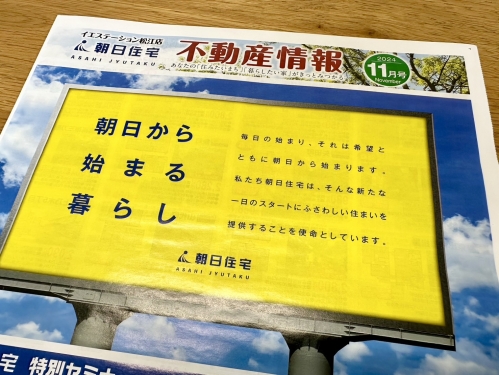 イエステーション松江店
朝日住宅
ASAHI JYUTAKU
不動産情報
あなたの「住みたいまち」「暮らしたい家」がきっとみつかる
2024
11月号
November
朝日から
始まる
暮らし
毎日の始まり、それは希望と
ともに朝日から始まります。
私たち朝日住宅は、そんな新たな
一日のスタートにふさわしい住まいを
提供することを使命としています。
朝日住宅
ASAHI JYUTAKU
宅 特別セミナ